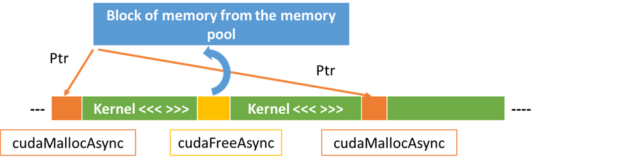 Block of memory from the memory
pool
Ptr
Ptr
--- Kernel <<< >>> Kernel <<< >>> ----
cudaMallocAsync cudaFreeAsync cudaMallocAsync